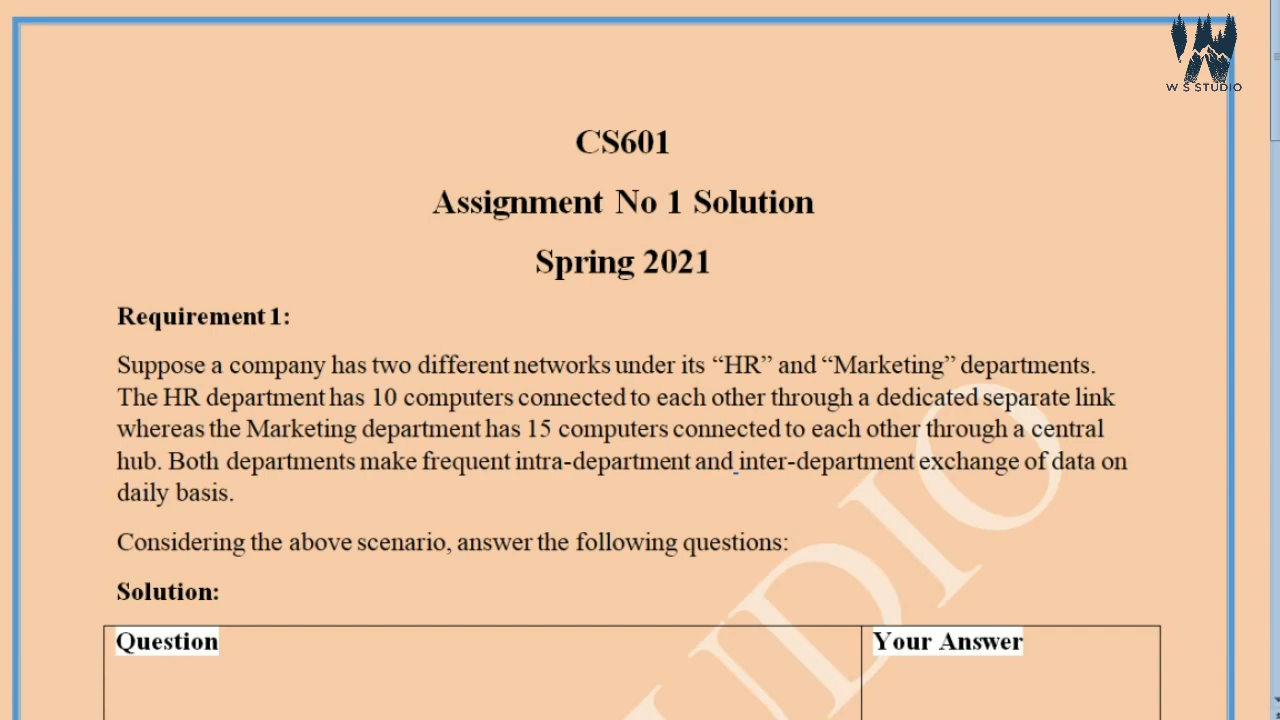 W S STUDIO
CS601
Assignment No 1 Solution
Spring 2021
Requirement 1:
Suppose a company has two different networks under its “HR” and “Marketing” departments.
The HR department has 10 computers connected to each other through a dedicated separate link
whereas the Marketing department has 15 computers connected to each other through a central
hub. Both departments make frequent intra-department and inter-department exchange of data on
daily basis.
Considering the above scenario, answer the following questions:
Solution:
Question
Your Answer
UDIO